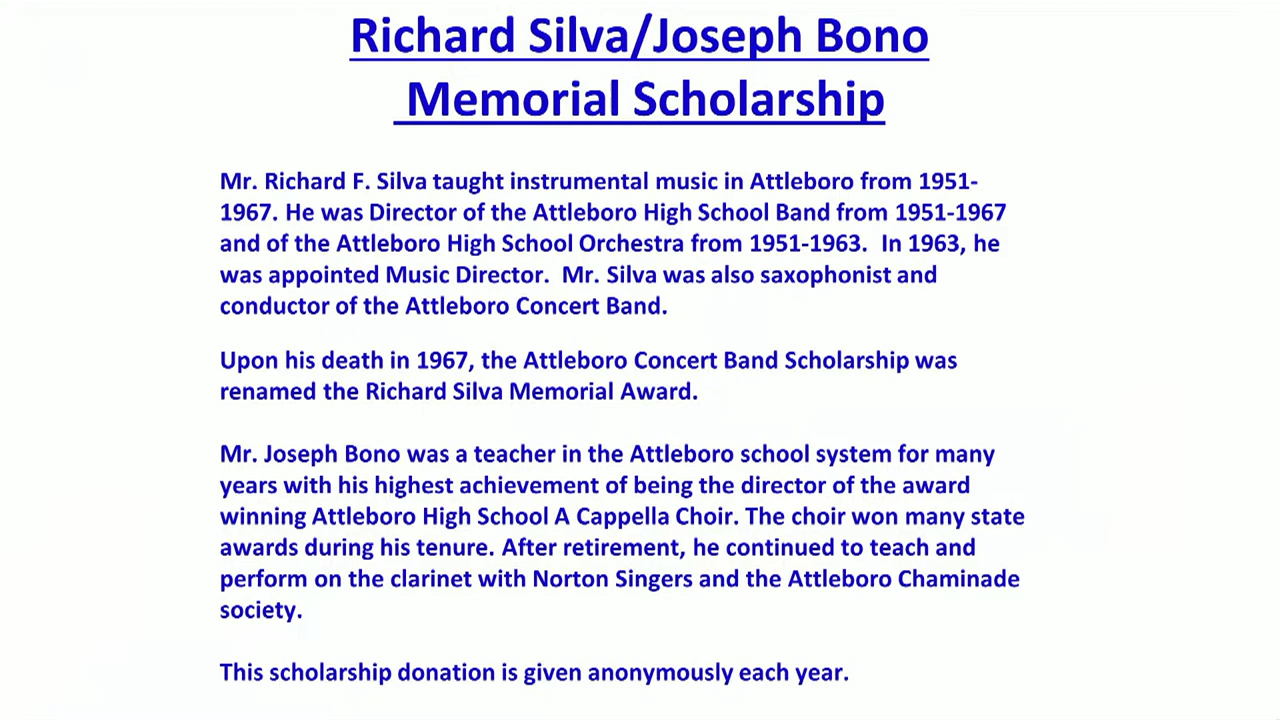 Richard Silva/Joseph Bono
Memorial Scholarship
Mr. Richard F. Silva taught instrumental music in Attleboro from 1951-
1967. He was Director of the Attleboro High School Band from 1951-1967
and of the Attleboro High School Orchestra from 1951-1963.  In 1963, he
was appointed Music Director.  Mr. Silva was also saxophonist and
conductor of the Attleboro Concert Band.
Upon his death in 1967, the Attleboro Concert Band Scholarship was
renamed the Richard Silva Memorial Award.
Mr. Joseph Bono was a teacher in the Attleboro school system for many
years with his highest achievement of being the director of the award
winning Attleboro High School A Cappella Choir. The choir won many state
awards during his tenure. After retirement, he continued to teach and
perform on the clarinet with Norton Singers and the Attleboro Chaminade
society.
This scholarship donation is given anonymously each year.